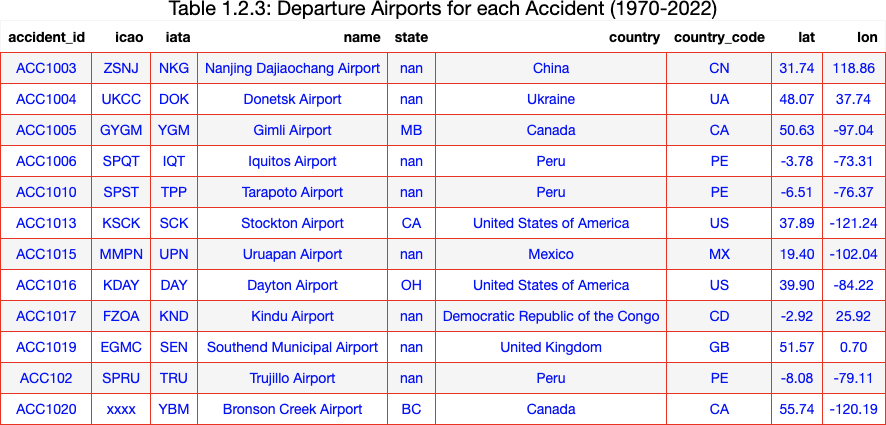 Table 1.2.3: Departure Airports for each Accident (1970-2022)
accident_id icao iata name state country country_code lat lon
ACC1003 ZSNJ NKG Nanjing Dajiaochang Airport nan China CN 31.74 118.86
ACC1004 UKCC DOK Donetsk Airport nan Ukraine UA 48.07 37.74
ACC1005 GYGM YGM Gimli Airport MB Canada CA 50.63 -97.04
ACC1006 SPQT IQT Iquitos Airport nan Peru PE -3.78 -73.31
ACC1010 SPST TPP Tarapoto Airport nan Peru PE -6.51 -76.37
ACC1013 KSCK SCK Stockton Airport CA United States of America US 37.89 -121.24
ACC1015 MMPN UPN Uruapan Airport nan Mexico MX 19.40 -102.04
ACC1016 KDAY DAY Dayton Airport OH United States of America US 39.90 -84.22
ACC1017 FZOA KND Kindu Airport nan Democratic Republic of the Congo CD -2.92 25.92
ACC1019 EGMC SEN Southend Municipal Airport nan United Kingdom GB 51.57 0.70
ACC102 SPRU TRU Trujillo Airport nan Peru PE -8.08 -79.11
ACC1020 xxxx YBM Bronson Creek Airport BC Canada CA 55.74 -120.19